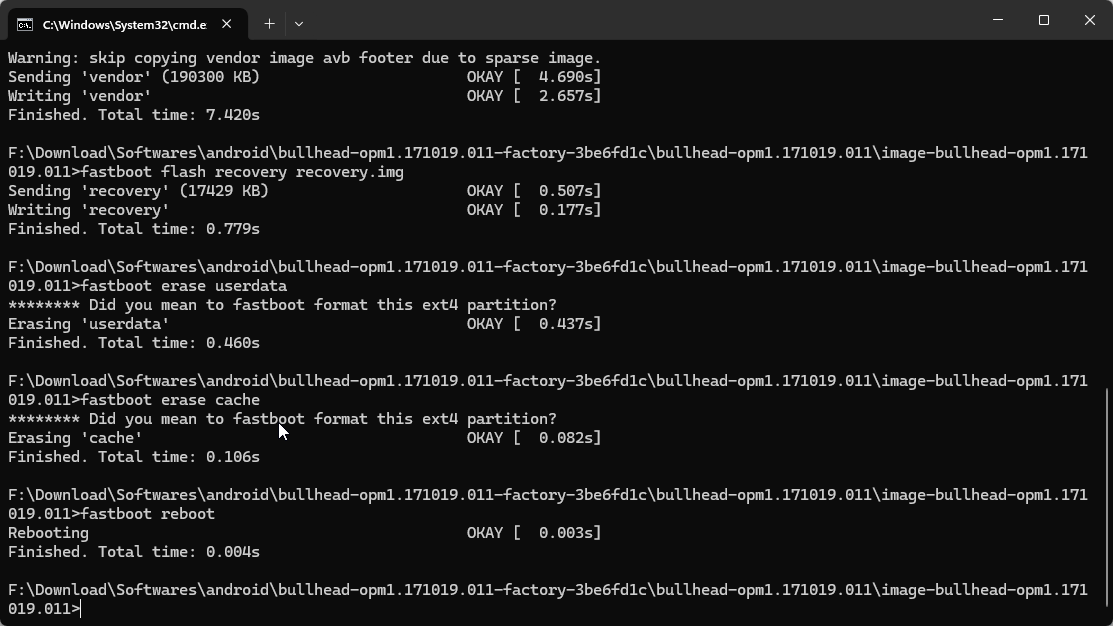 C:\Windows\System32\cmd.e
Warning: skip copying vendor image avb footer due to sparse image.
Sending 'vendor' (190300 KB) OKAY [ 4.690s]
Writing 'vendor' OKAY [ 2.657s]
Finished. Total time: 7.420s
F:\Download\Softwares\android\bullhead-opm1.171019.011-factory-3be6fd1c\bullhead-opm1.171019.011\image-bullhead-opm1.171
019.011>fastboot flash recovery recovery.img
Sending 'recovery' (17429 KB) OKAY [ 0.507s]
Writing 'recovery' OKAY [ 0.177s]
Finished. Total time: 0.779s
F:\Download\Softwares\android\bullhead-opm1.171019.011-factory-3be6fd1c\bullhead-opm1.171019.011\image-bullhead-opm1.171
019.011>fastboot erase userdata
******** Did you mean to fastboot format this ext4 partition?
Erasing 'userdata' OKAY [ 0.437s]
Finished. Total time: 0.460s
F:\Download\Softwares\android\bullhead-opm1.171019.011-factory-3be6fd1c\bullhead-opm1.171019.011\image-bullhead-opm1.171
019.011>fastboot erase cache
******** Did you mean to fastboot format this ext4 partition?
Erasing 'cache' OKAY [ 0.082s]
Finished. Total time: 0.106s
F:\Download\Softwares\android\bullhead-opm1.171019.011-factory-3be6fd1c\bullhead-opm1.171019.011\image-bullhead-opm1.171
019.011>fastboot reboot
Rebooting OKAY [ 0.003s]
Finished. Total time: 0.004s
F:\Download\Softwares\android\bullhead-opm1.171019.011-factory-3be6fd1c\bullhead-opm1.171019.011\image-bullhead-opm1.171
019.011>